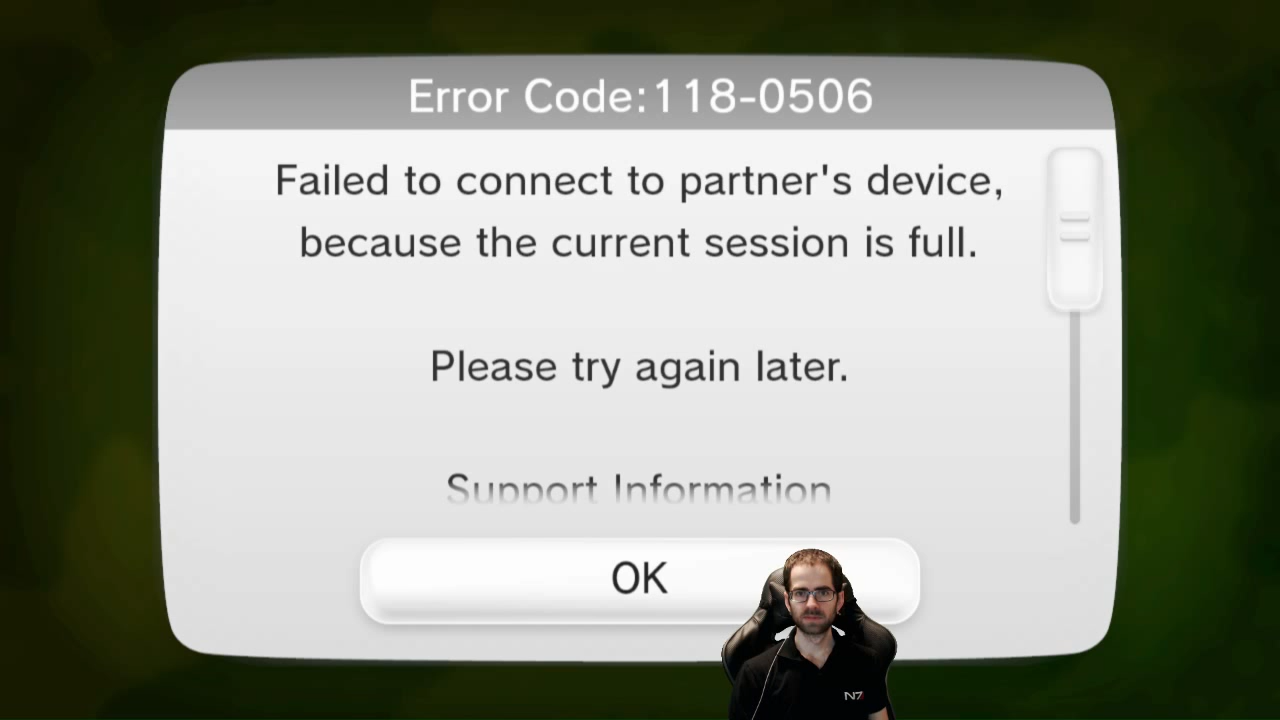 Error Code:118-0506
Failed to connect to partner's device,
because the current session is full.
Please try again later.
Support Information
OK
N7